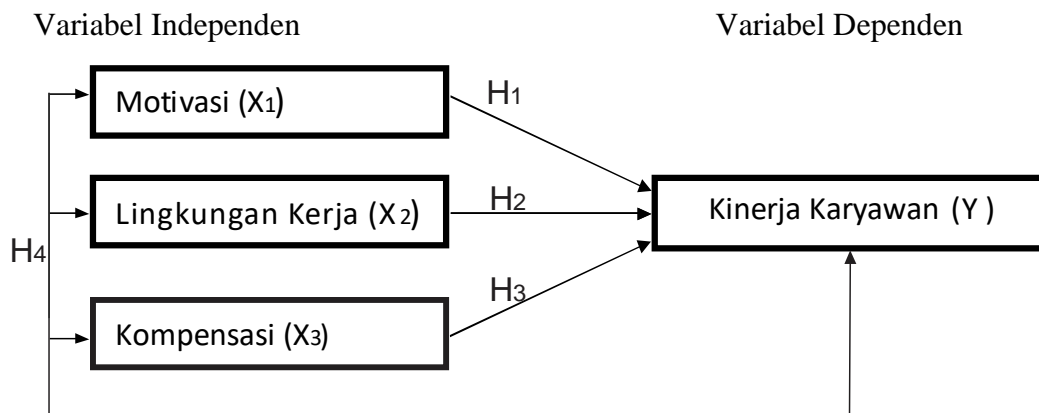 Variabel Independen
Variabel Dependen
Motivasi (X1)
H1
Lingkungan Kerja (X2)
H2
Kinerja Karyawan (Y )
H4
H3
Kompensasi (X3)